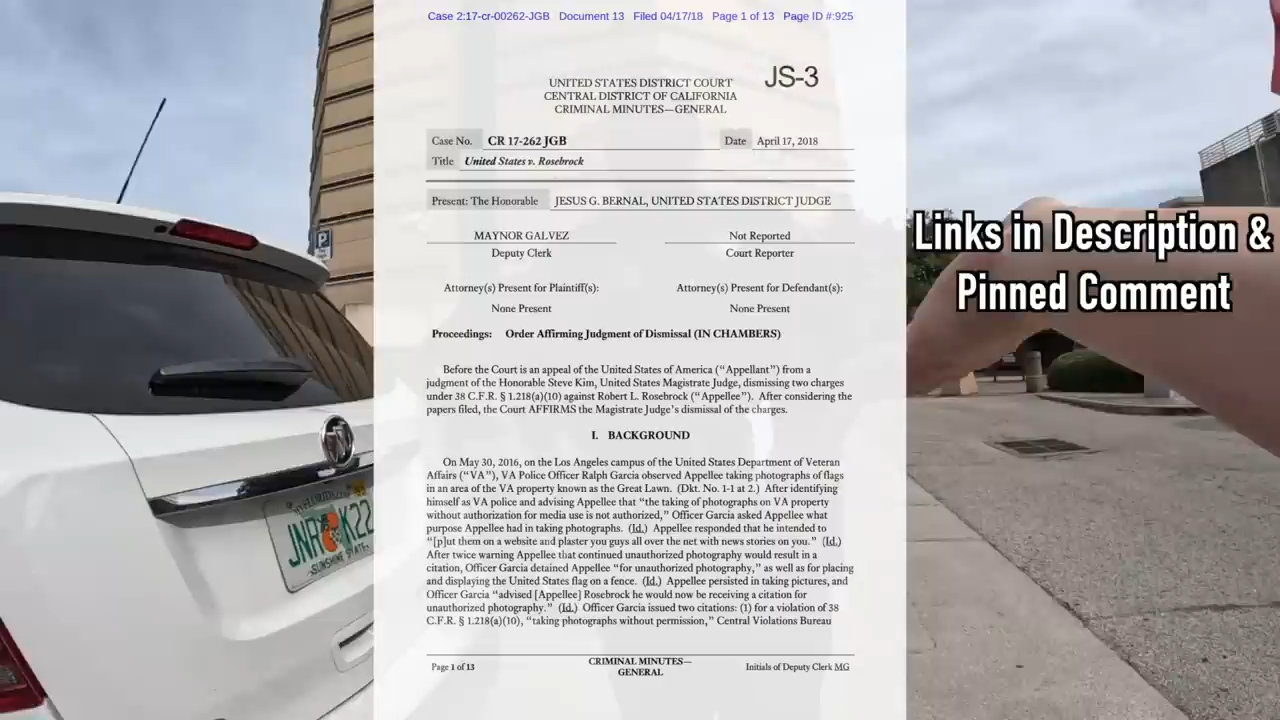 Case 2:17-cr-00262-JGB Document 13 Filed 04/17/18 Page 1 of 13 Page ID #:925
JS-3
UNITED STATES DISTRICT COURT
CENTRAL DISTRICT OF CALIFORNIA
CRIMINAL MINUTES—GENERAL
Case No. CR 17-262 JGB Date April 17, 2018
Title United States v. Rosebrock
Present: The Honorable JESUS G. BERNAL, UNITED STATES DISTRICT JUDGE
MAYNOR GALVEZ Not Reported
Deputy Clerk Court Reporter
Attorney(s) Present for Plaintiff(s): Attorney(s) Present for Defendant(s):
None Present None Present
Proceedings: Order Affirming Judgment of Dismissal (IN CHAMBERS)
Before the Court is an appeal of the United States of America (“Appellant”) from a
judgment of the Honorable Steve Kim, United States Magistrate Judge, dismissing two charges
under 38 C.F.R. § 1.218(a)(10) against Robert L. Rosebrock (“Appellee”). After considering the
papers filed, the Court AFFIRMS the Magistrate Judge’s dismissal of the charges.
I. BACKGROUND
On May 30, 2016, on the Los Angeles campus of the United States Department of Veteran
Affairs (“VA”), VA Police Officer Ralph Garcia observed Appellee taking photographs of flags
in an area of the VA property known as the Great Lawn. (Dkt. No. 1-1 at 2.) After identifying
himself as VA police and advising Appellee that “the taking of photographs on VA property
without authorization for media use is not authorized,” Officer Garcia asked Appellee what
purpose Appellee had in taking photographs. (Id.) Appellee responded that he intended to
“[p]ut them on a website and plaster you guys all over the net with news stories on you.” (Id.)
After twice warning Appellee that continued unauthorized photography would result in a
citation, Officer Garcia detained Appellee “for unauthorized photography,” as well as for placing
and displaying the United States flag on a fence. (Id.) Appellee persisted in taking pictures, and
Officer Garcia “advised [Appellee] Rosebrock he would now be receiving a citation for
unauthorized photography.” (Id.) Officer Garcia issued two citations: (1) for a violation of 38
C.F.R. § 1.218(a)(10), “taking photographs without permission,” Central Violations Bureau
Page 1 of 13 CRIMINAL MINUTES— Initials of Deputy Clerk MG
GENERAL
Links in Description &
Pinned Comment
P
JNR K22
SUNSHINE STATE